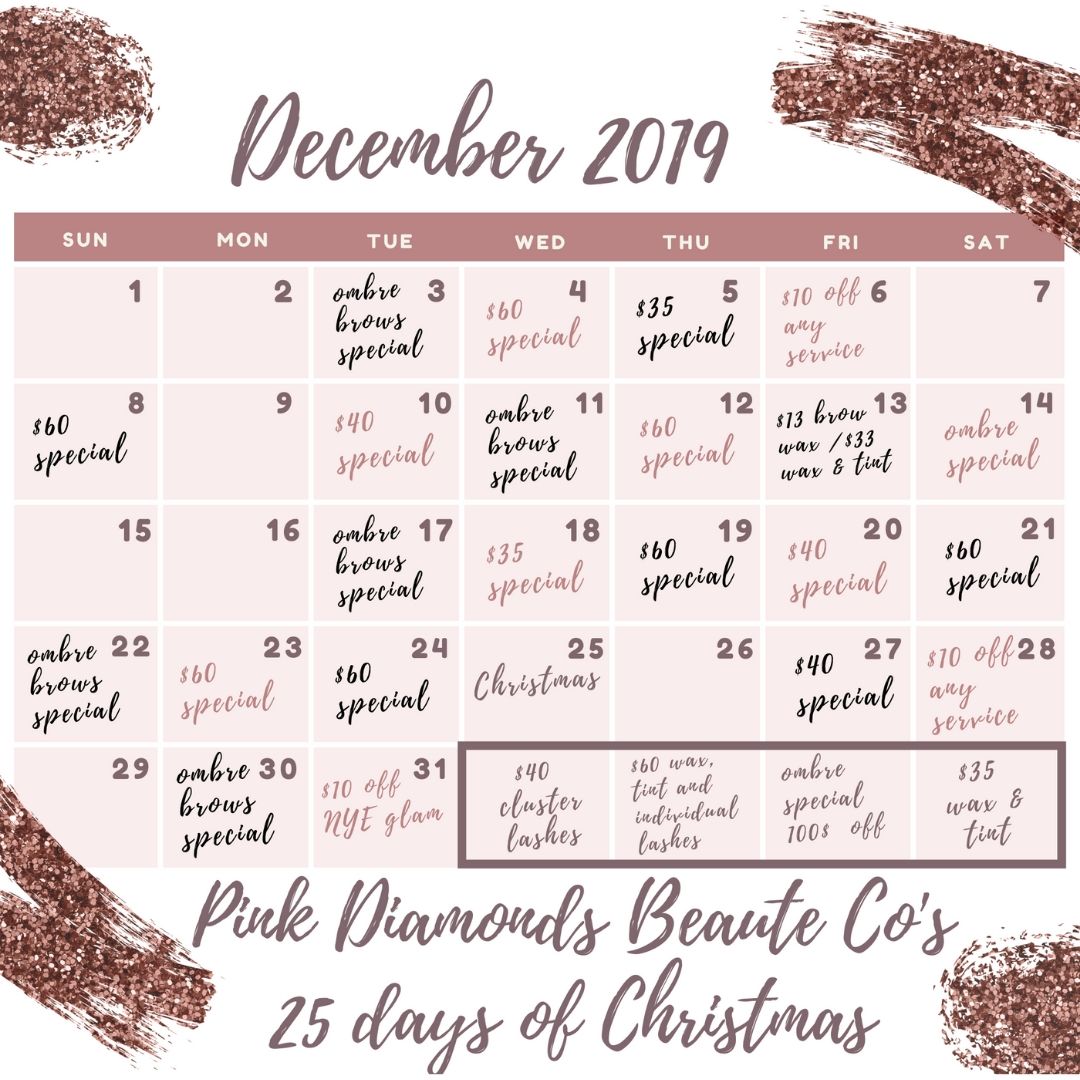 December 2019
SUN MON TUE WED THU FRI SAT
1
2
ombre 3
brows
special
4
$60
special
5
$35
special
$10 off 6
any
service
7
8
$60
special
9
10
$40
special
ombre 11
brows
special
12
$60
special
$13 brow 13
wax /$33
wax & tint
14
ombre
special
15
16
ombre 17
brows
special
18
$35
special
19
$60
special
20
$40
special
21
$60
special
ombre 22
brows
special
23
$60
special
24
$60
special
25
Christmas
26
27
$40
special
$10 off 28
any
service
29
ombre 30
brows
special
31
$10 off
NYE glam
$40
cluster
lashes
$60 wax,
tint and
individual
lashes
ombre
special
100$ off
$35
wax &
tint
Pink Diamonds Beaute Co's
25 days of Christmas